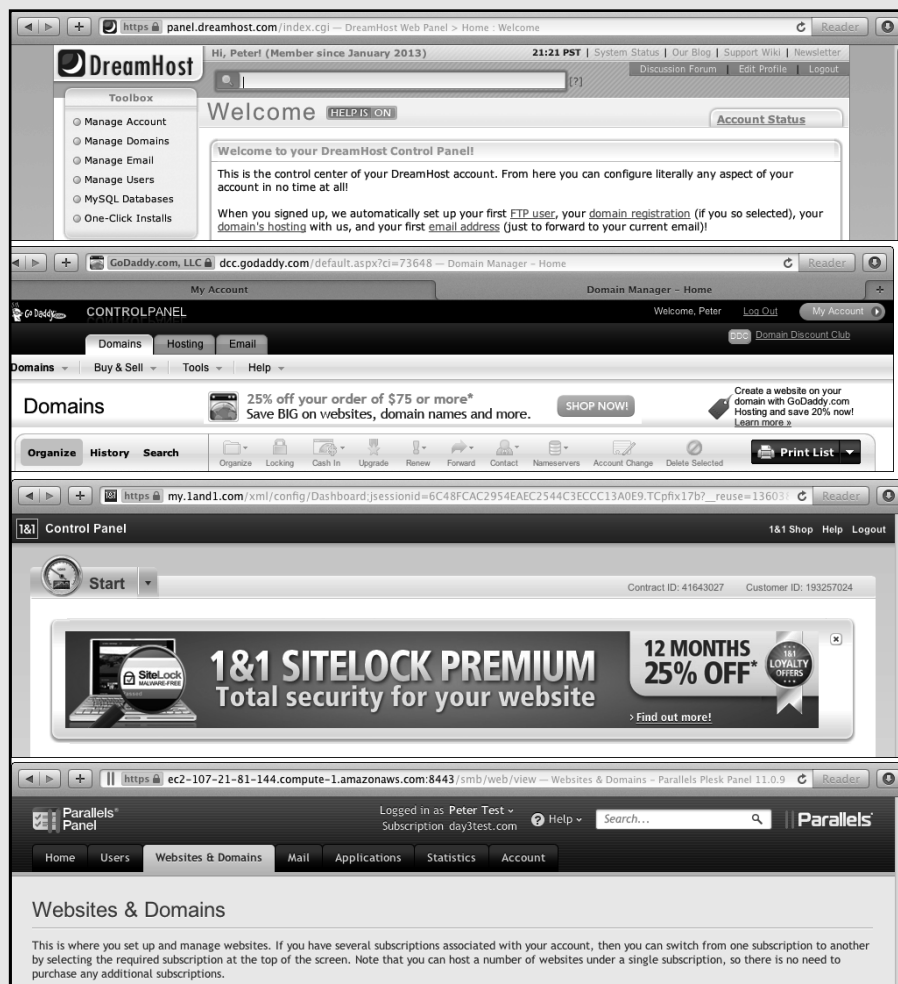 https panel.dreamhost.com/index.cgi — DreamHost Web Panel > Home : Welcome Reader
DreamHost
Hi, Peter! (Member since January 2013) 21:21 PST | System Status | Our Blog | Support Wiki | Newsletter
Discussion Forum | Edit Profile | Logout
[?]
Toolbox
Manage Account
Manage Domains
Manage Email
Manage Users
MySQL Databases
One-Click Installs
Welcome HELP IS ON
Account Status
Welcome to your DreamHost Control Panel!
This is the control center of your DreamHost account. From here you can configure literally any aspect of your
account in no time at all!
When you signed up, we automatically set up your first FTP user, your domain registration (if you so selected), your
domain's hosting with us, and your first email address (just to forward to your current email)!
GoDaddy.com, LLC dcc.godaddy.com/default.aspx?ci=73648 — Domain Manager – Home Reader
My Account Domain Manager – Home
Go Daddy CONTROLPANEL Welcome, Peter Log Out My Account
Domains Hosting Email DDC Domain Discount Club
Domains Buy & Sell Tools Help
Domains
25% off your order of $75 or more*
Save BIG on websites, domain names and more.
SHOP NOW!
Create a website on your
domain with GoDaddy.com
Hosting and save 20% now!
Learn more »
Organize History Search
Organize Locking Cash In Upgrade Renew Forward Contact Nameservers Account Change Delete Selected
Print List
https my.1and1.com/xml/config/Dashboard;jsessionid=6C48FCAC2954EAEC2544C3ECCC13A0E9.TCpfix17b?__reuse=13603 Reader
1&1 Control Panel 1&1 Shop Help Logout
Start
Contract ID: 41643027 Customer ID: 193257024
SiteLock
MALWARE-FREE
Passed
1&1 SITELOCK PREMIUM
Total security for your website
12 MONTHS
25% OFF*
1&1
LOYALTY
OFFERS
› Find out more!
https ec2-107-21-81-144.compute-1.amazonaws.com:8443/smb/web/view — Websites & Domains – Parallels Plesk Panel 11.0.9 Reader
Parallels®
Panel
Logged in as Peter Test
Subscription day3test.com
? Help
Search...
Parallels
Home Users Websites & Domains Mail Applications Statistics Account
Websites & Domains
This is where you set up and manage websites. If you have several subscriptions associated with your account, then you can switch from one subscription to another
by selecting the required subscription at the top of the screen. Note that you can host a number of websites under a single subscription, so there is no need to
purchase any additional subscriptions.